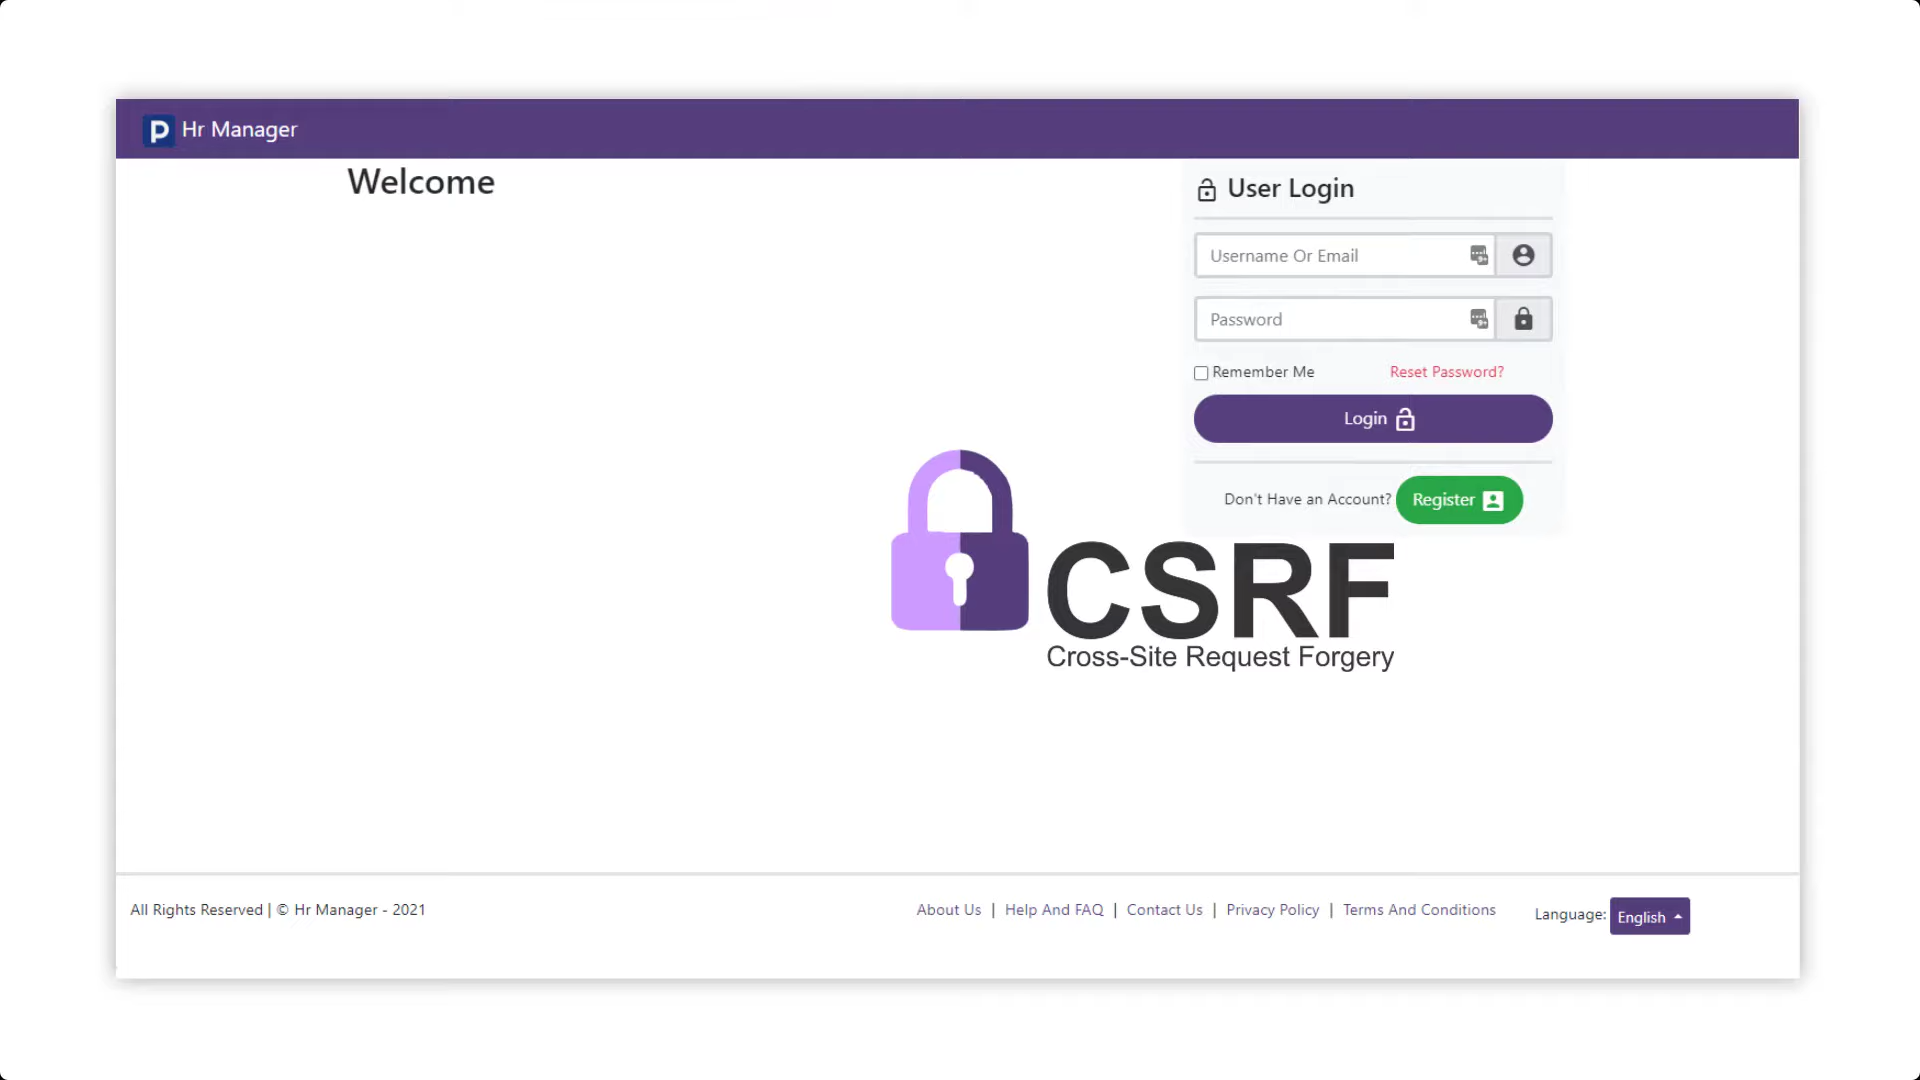 P Hr Manager
Welcome
User Login
Username Or Email
Password
Remember Me Reset Password?
Login
Don't Have an Account? Register
CSRF
Cross-Site Request Forgery
All Rights Reserved | © Hr Manager - 2021
About Us | Help And FAQ | Contact Us | Privacy Policy | Terms And Conditions
Language: English